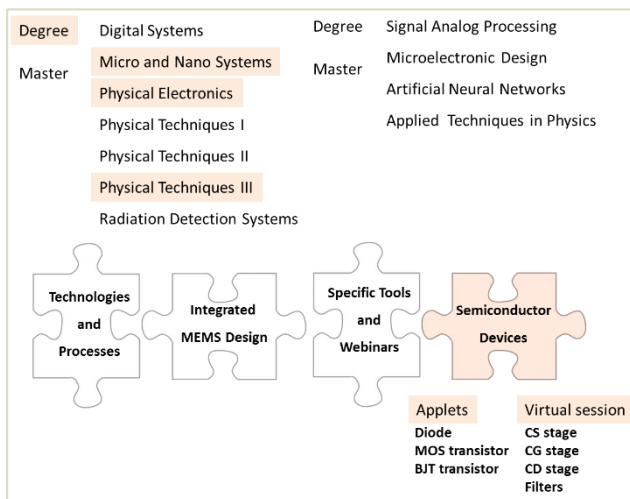 Degree
Master
Digital Systems
Micro and Nano Systems
Physical Electronics
Physical Techniques I
Physical Techniques II
Physical Techniques III
Radiation Detection Systems
Degree
Master
Signal Analog Processing
Microelectronic Design
Artificial Neural Networks
Applied Techniques in Physics
Technologies
and
Processes
Integrated
MEMS Design
Specific Tools
and
Webinars
Semiconductor
Devices
Applets
Diode
MOS transistor
BJT transistor
Virtual session
CS stage
CG stage
CD stage
Filters